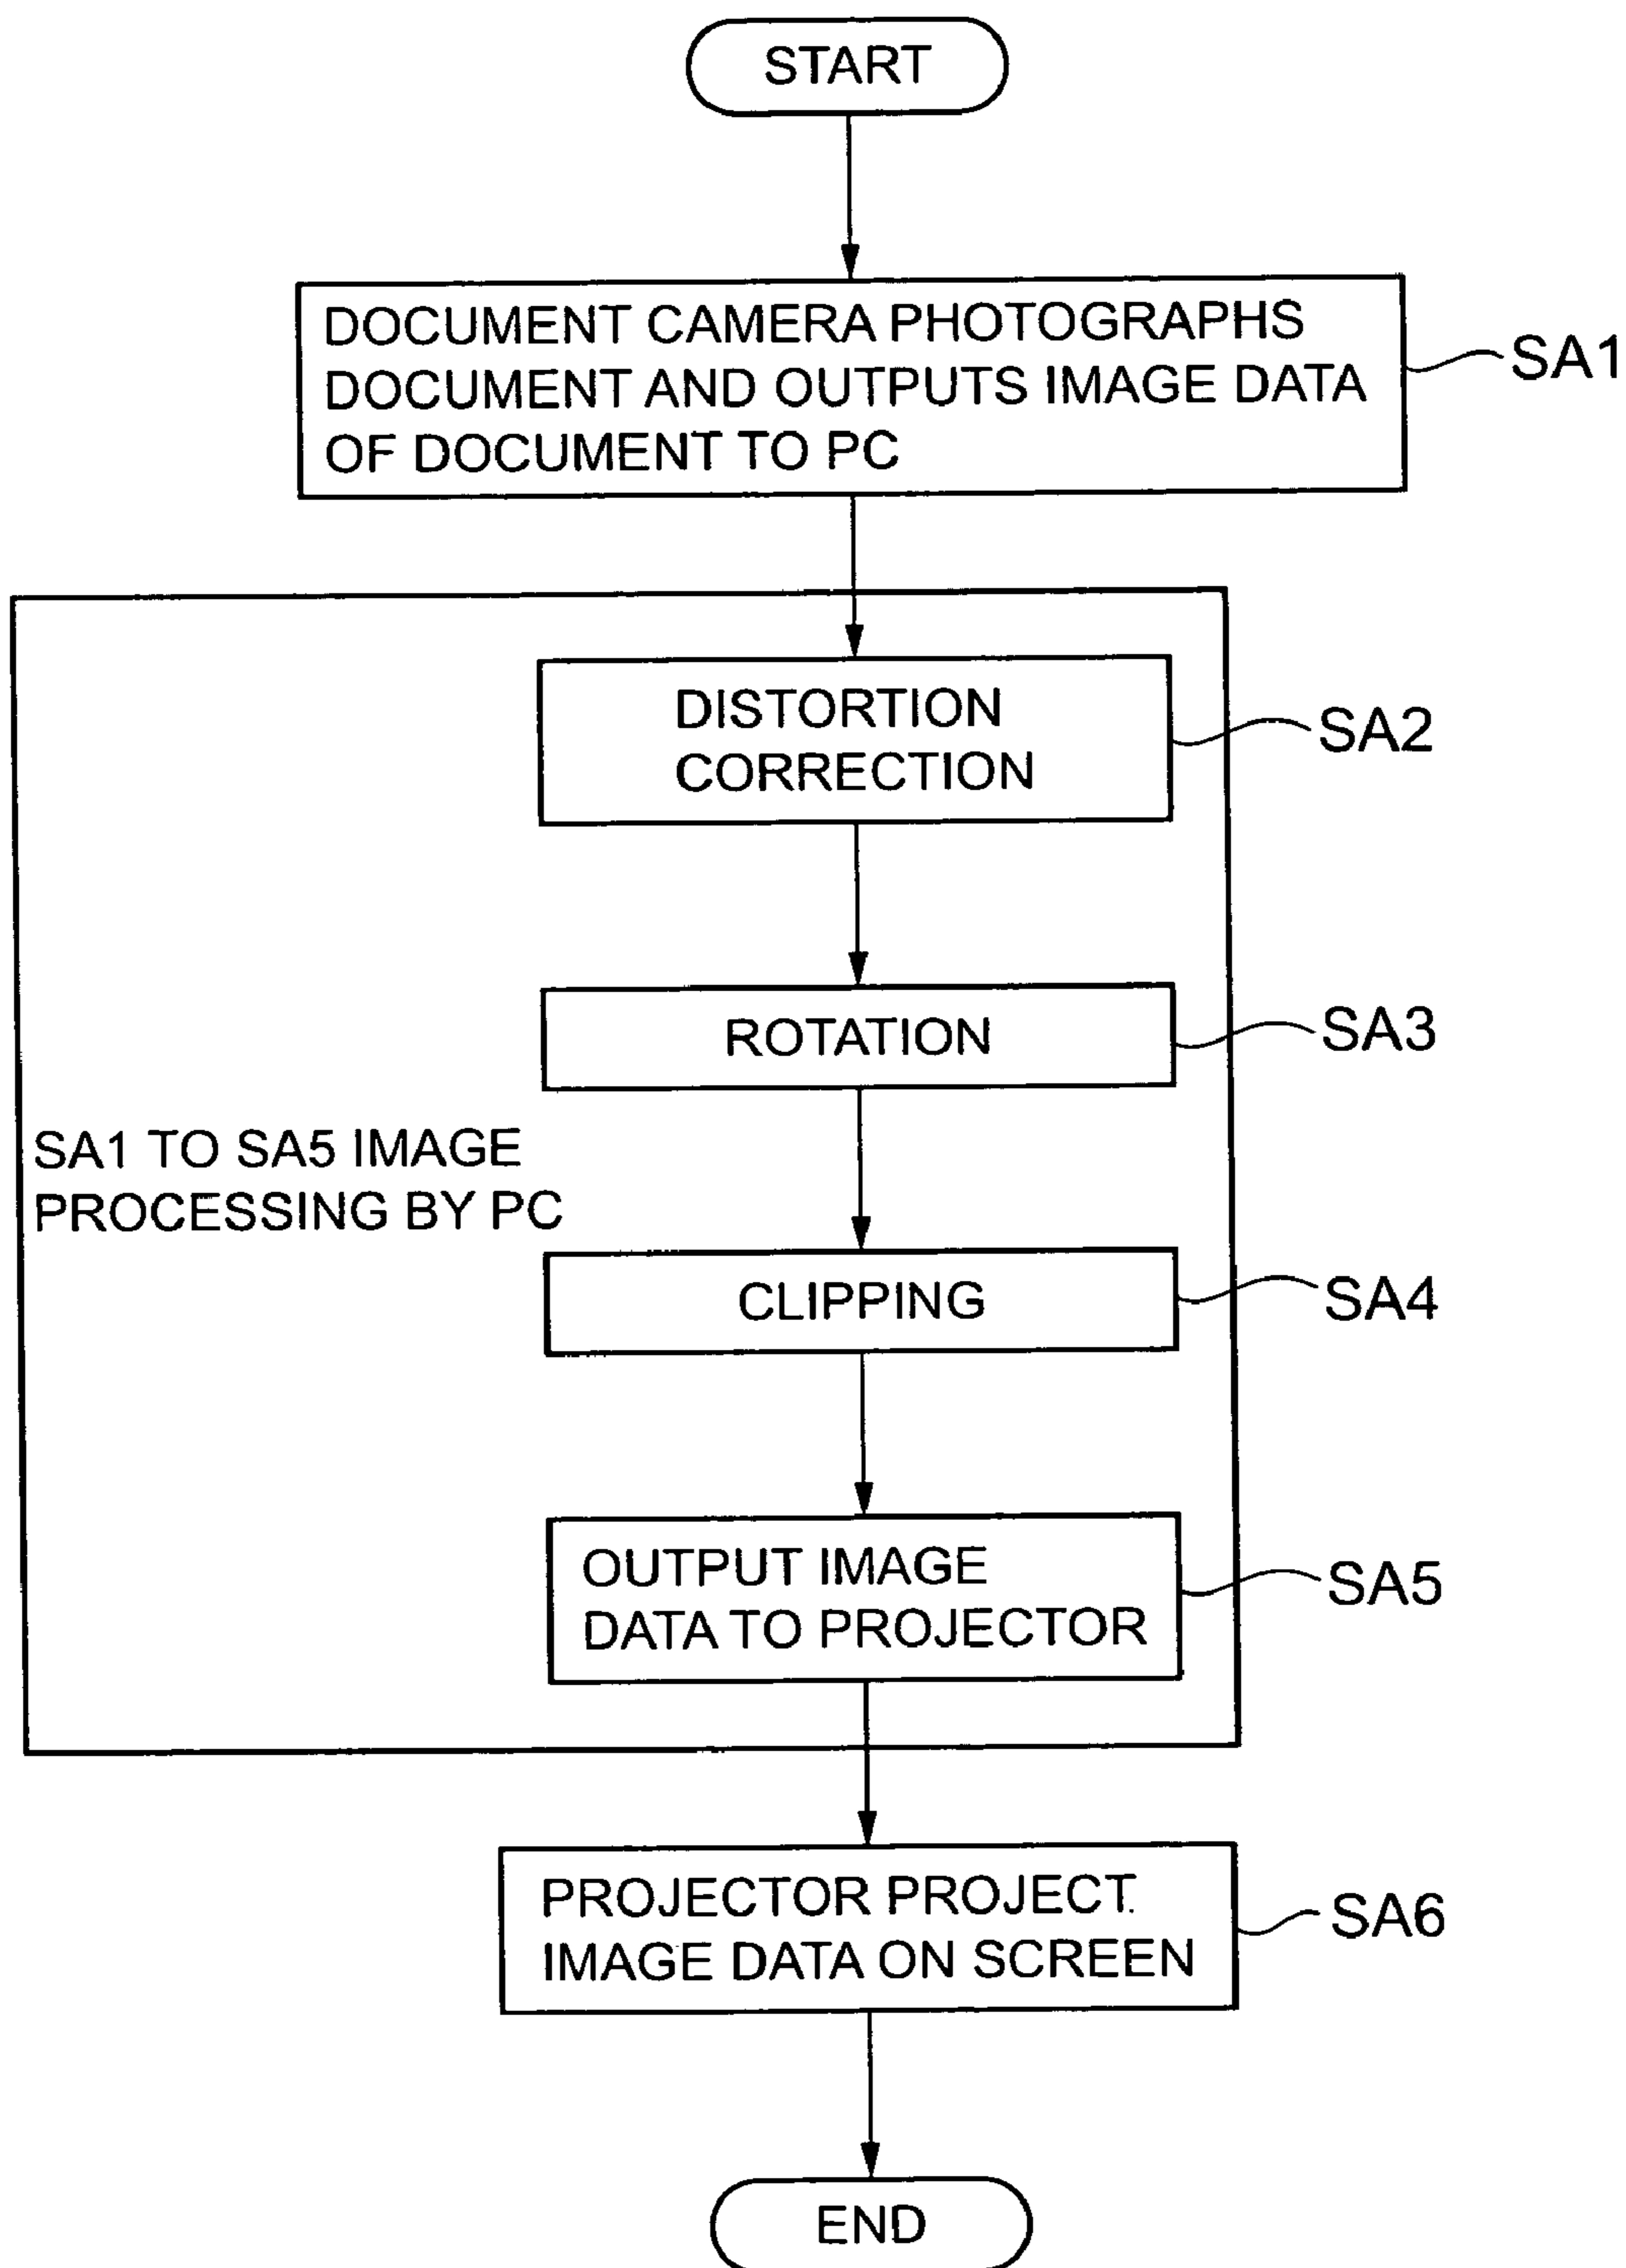 START
DOCUMENT CAMERA PHOTOGRAPHS
DOCUMENT AND OUTPUTS IMAGE DATA
OF DOCUMENT TO PC
SA1
DISTORTION
CORRECTION
SA2
ROTATION
SA3
SA1 TO SA5 IMAGE
PROCESSING BY PC
CLIPPING
SA4
OUTPUT IMAGE
DATA TO PROJECTOR
SA5
PROJECTOR PROJECT.
IMAGE DATA ON SCREEN
SA6
END